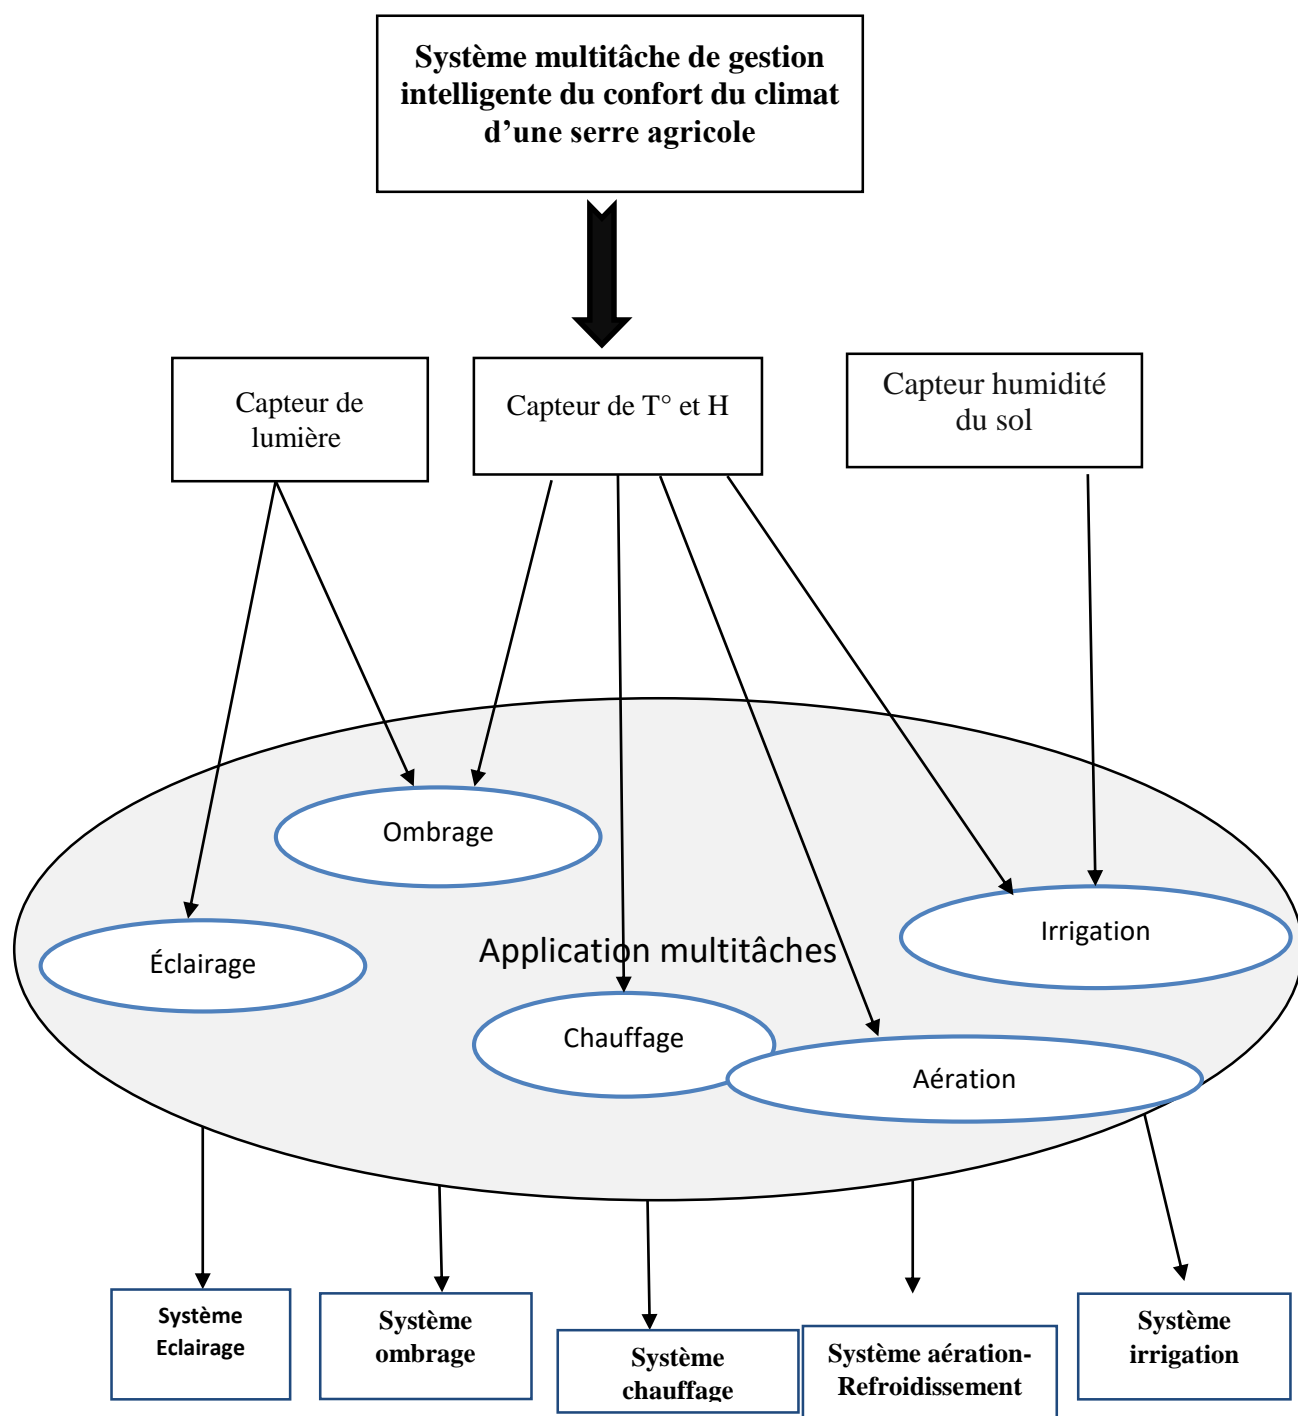 Système multitâche de gestion
intelligente du confort du climat
d’une serre agricole
Capteur de
lumière
Capteur de T° et H
Capteur humidité
du sol
Ombrage
Éclairage
Application multitâches
Irrigation
Chauffage
Aération
Système
Eclairage
Système
ombrage
Système
chauffage
Système aération-
Refroidissement
Système
irrigation